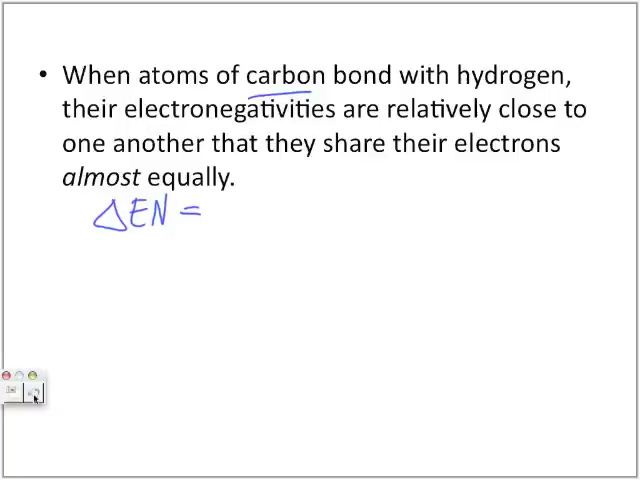 • When atoms of carbon bond with hydrogen,
their electronegativities are relatively close to
one another that they share their electrons
almost equally.
△EN =